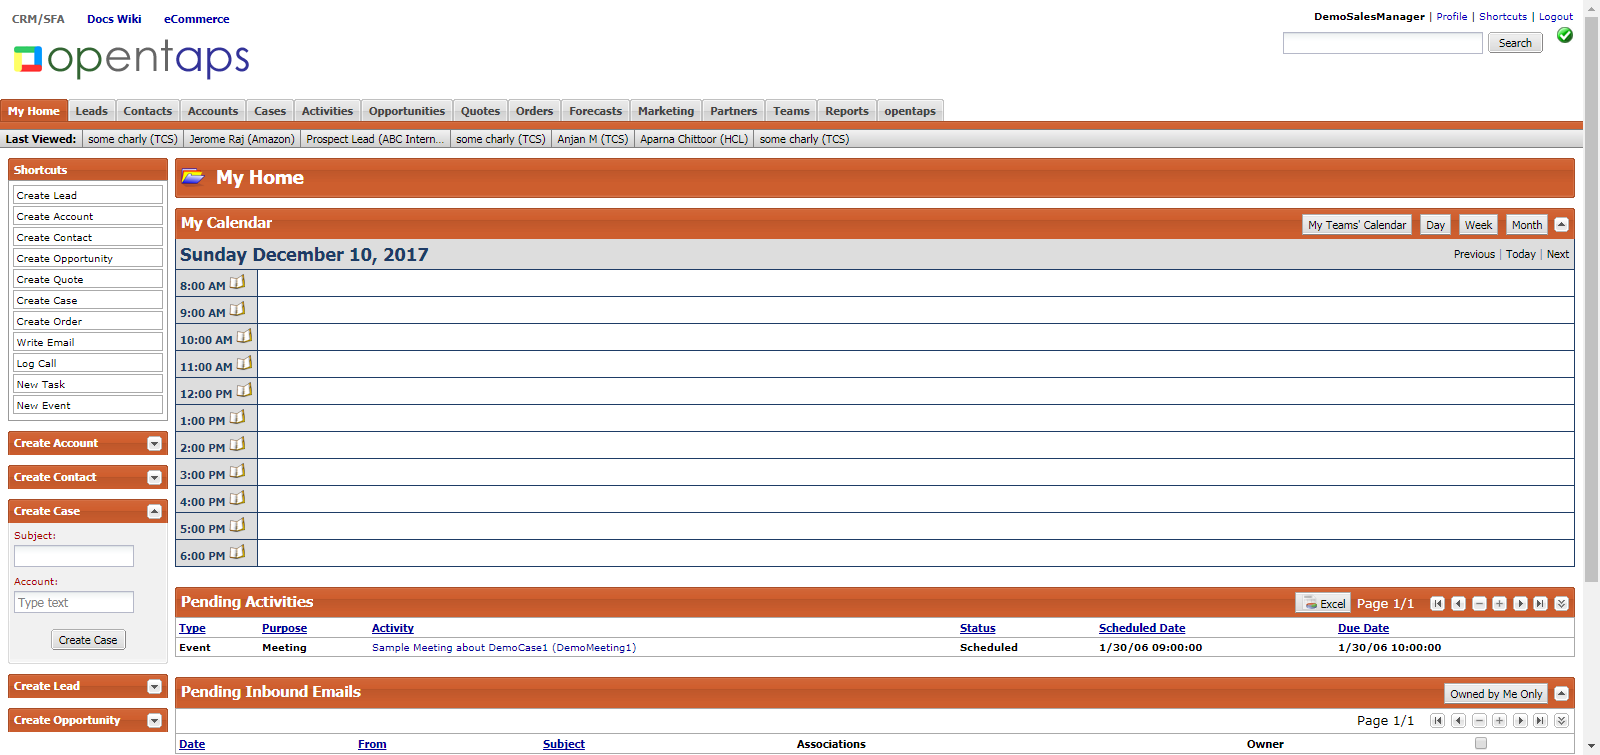 CRM/SFA Docs Wiki eCommerce
DemoSalesManager | Profile | Shortcuts | Logout
opentaps
Search
My Home Leads Contacts Accounts Cases Activities Opportunities Quotes Orders Forecasts Marketing Partners Teams Reports opentaps
Last Viewed: some charly (TCS) Jerome Raj (Amazon) Prospect Lead (ABC Intern... some charly (TCS) Anjan M (TCS) Aparna Chittoor (HCL) some charly (TCS)
Shortcuts
Create Lead
Create Account
Create Contact
Create Opportunity
Create Quote
Create Case
Create Order
Write Email
Log Call
New Task
New Event
Create Account
Create Contact
Create Case
Subject:
Account:
Type text
Create Case
Create Lead
Create Opportunity
My Home
My Calendar
My Teams' Calendar Day Week Month
Sunday December 10, 2017
Previous | Today | Next
8:00 AM
9:00 AM
10:00 AM
11:00 AM
12:00 PM
1:00 PM
2:00 PM
3:00 PM
4:00 PM
5:00 PM
6:00 PM
Pending Activities
Excel Page 1/1
Type Purpose Activity Status Scheduled Date Due Date
Event Meeting Sample Meeting about DemoCase1 (DemoMeeting1) Scheduled 1/30/06 09:00:00 1/30/06 10:00:00
Pending Inbound Emails
Owned by Me Only
Page 1/1
Date From Subject Associations Owner